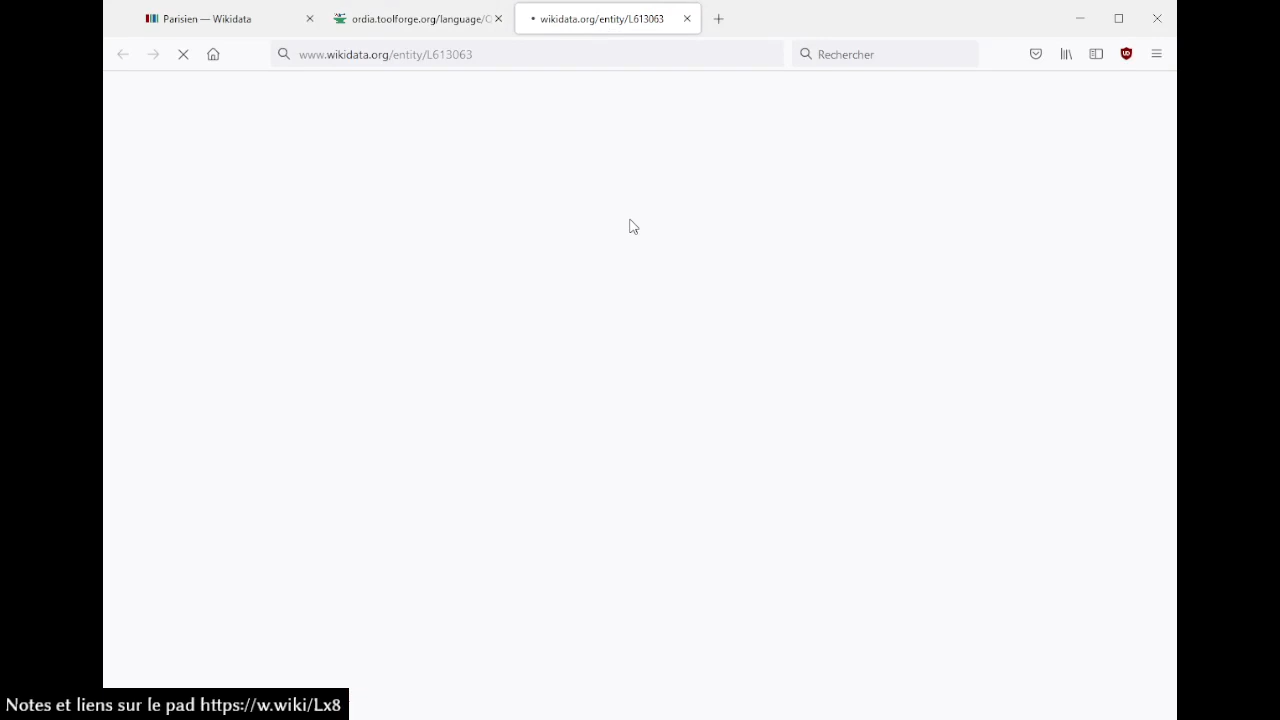 Parisien — Wikidata
ordia.toolforge.org/language/Q
wikidata.org/entity/L613063
www.wikidata.org/entity/L613063
Rechercher
Notes et liens sur le pad https://w.wiki/Lx8